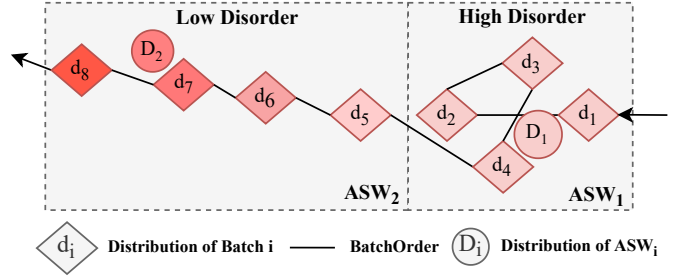 Low Disorder
High Disorder
d8
D2
d7
d6
d5
d3
d2
D1
d1
d4
ASW2
ASW1
di
Distribution of Batch i
BatchOrder
Di
Distribution of ASWi